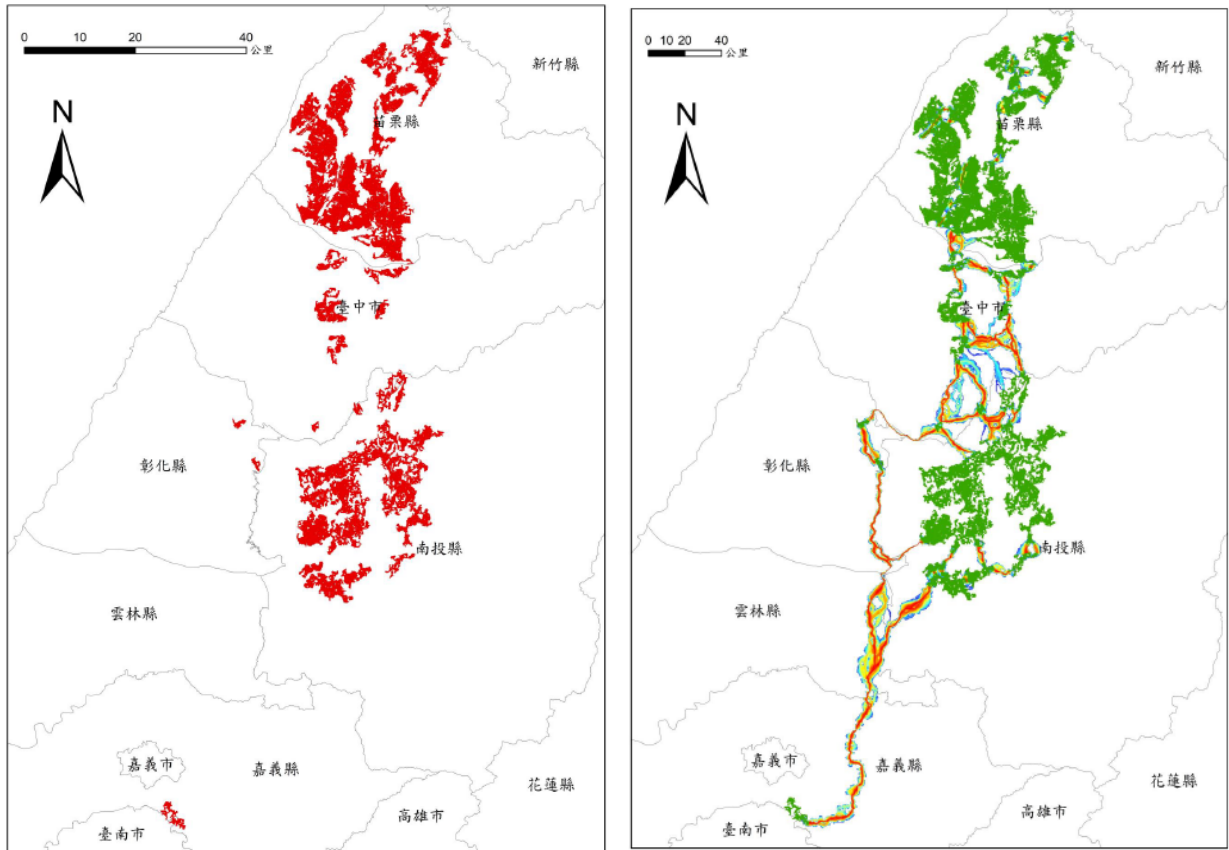 0 10 20 40
公里
新竹縣
N
苗栗縣
臺中市
彰化縣
南投縣
雲林縣
嘉義市
嘉義縣
花蓮縣
高雄市
臺南市
0 10 20 40
公里
新竹縣
N
苗栗縣
臺中市
彰化縣
南投縣
雲林縣
嘉義市
嘉義縣
花蓮縣
高雄市
臺南市